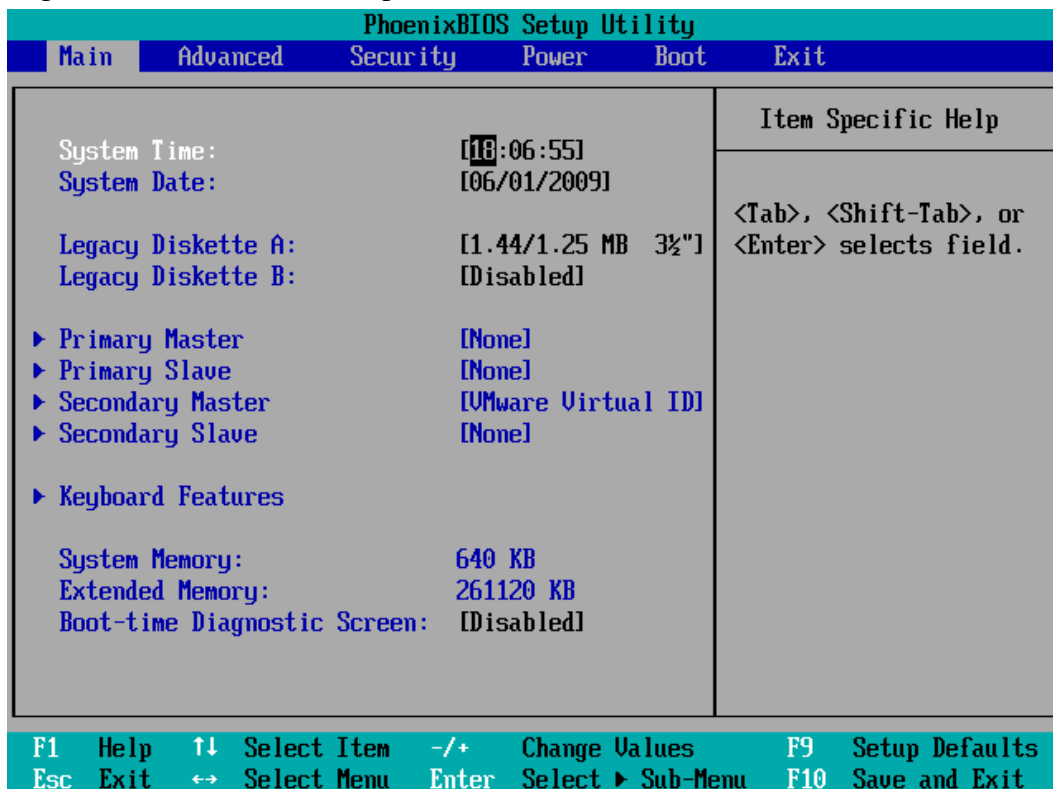 PhoenixBIOS Setup Utility
Main Advanced Security Power Boot Exit
Item Specific Help
System Time: [18:06:55]
System Date: [06/01/2009]
<Tab>, <Shift-Tab>, or
Legacy Diskette A: [1.44/1.25 MB 3½"] <Enter> selects field.
Legacy Diskette B: [Disabled]
▶ Primary Master [None]
▶ Primary Slave [None]
▶ Secondary Master [VMware Virtual ID]
▶ Secondary Slave [None]
▶ Keyboard Features
System Memory: 640 KB
Extended Memory: 261120 KB
Boot-time Diagnostic Screen: [Disabled]
F1 Help ↑↓ Select Item -/+ Change Values F9 Setup Defaults
Esc Exit ↔ Select Menu Enter Select ▶ Sub-Menu F10 Save and Exit